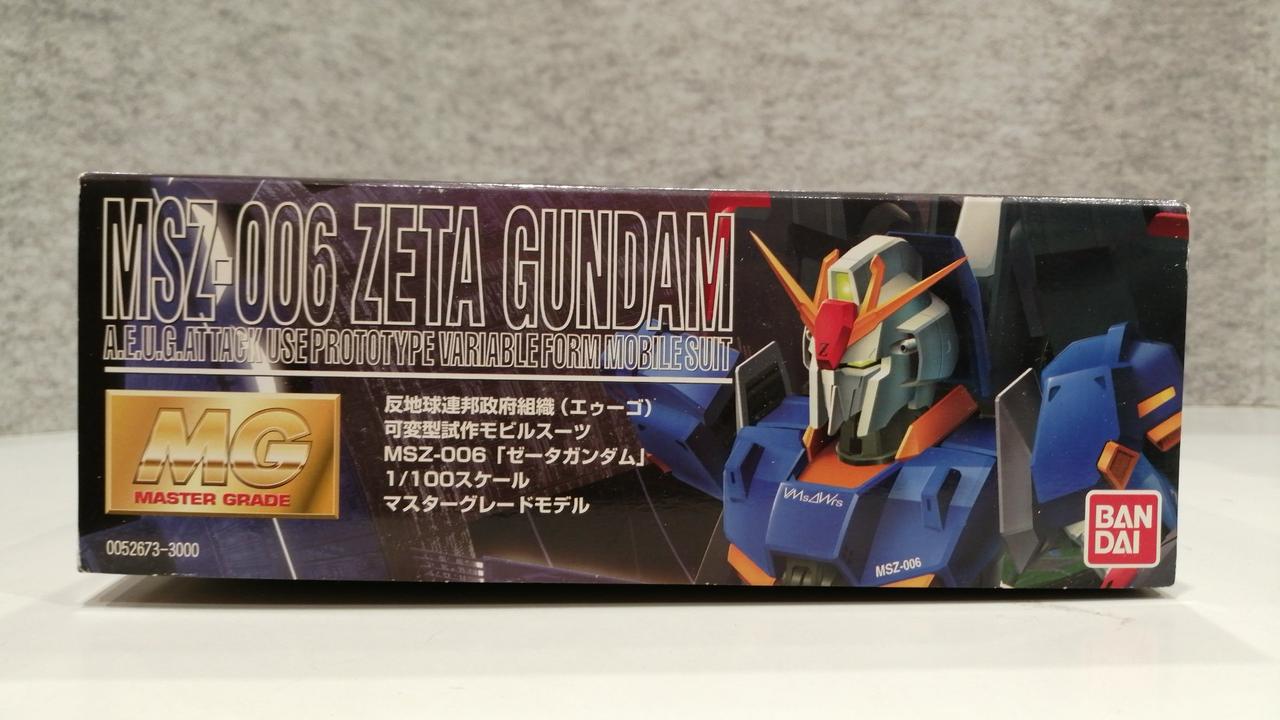 MSZ-006 ZETA GUNDAM
A.E.U.G.ATTACK USE PROTOTYPE VARIABLE FORM MOBILE SUIT
MG
MASTER GRADE
反地球連邦政府組織（エゥーゴ）
可変型試作モビルスーツ
MSZ-006「ゼータガンダム」
1/100スケール
マスターグレードモデル
0052673-3000
Z
MSZ-006
BAN
DAI